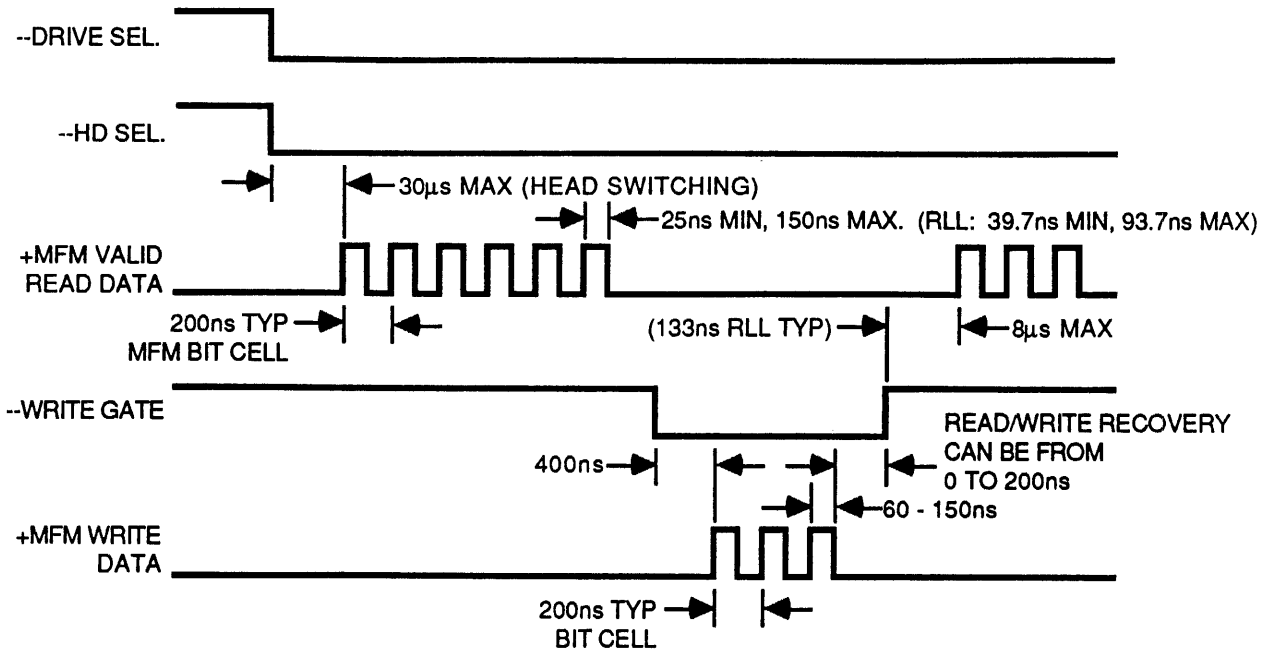 --DRIVE SEL.
--HD SEL.
30µs MAX (HEAD SWITCHING)
25ns MIN, 150ns MAX. (RLL: 39.7ns MIN, 93.7ns MAX)
+MFM VALID
READ DATA
200ns TYP
MFM BIT CELL
(133ns RLL TYP)
8µs MAX
--WRITE GATE
READ/WRITE RECOVERY
CAN BE FROM
0 TO 200ns
400ns
60 - 150ns
+MFM WRITE
DATA
200ns TYP
BIT CELL